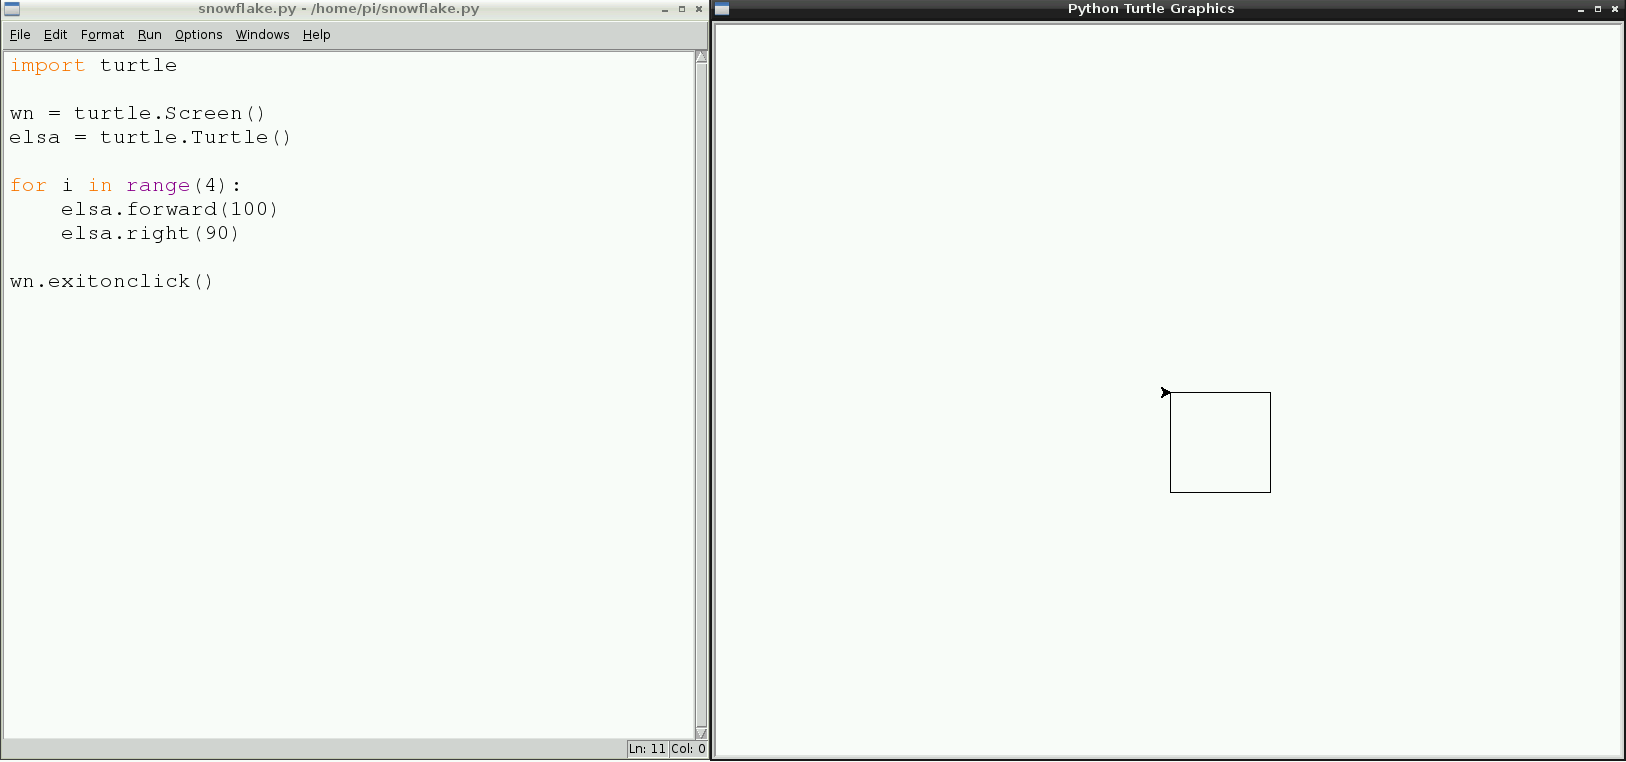 snowflake.py - /home/pi/snowflake.py
File Edit Format Run Options Windows Help
import turtle
wn = turtle.Screen()
elsa = turtle.Turtle()
for i in range(4):
    elsa.forward(100)
    elsa.right(90)
wn.exitonclick()
Ln: 11 Col: 0
Python Turtle Graphics